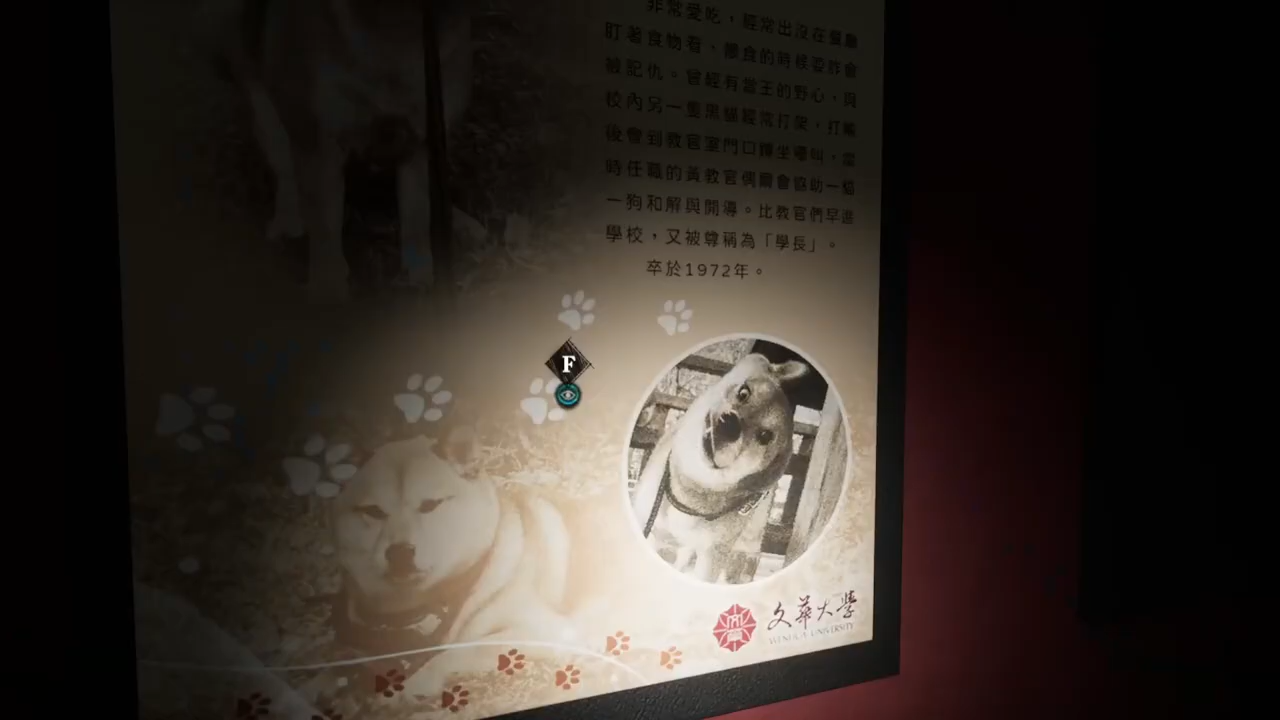 非常愛吃，經常出沒在餐廳
盯著食物看，餵食的時候姿勢會
被記仇。曾經有當王的野心，與
校內另一隻黑貓經常打架，打輸
後會到教官室門口蹲坐嚎叫。當
時任職的黃教官偶爾會協助一貓
一狗和解與開導。比教官們早進
學校，又被尊稱為「學長」。
卒於1972年。
F
文華大學
WENHUA UNIVERSITY